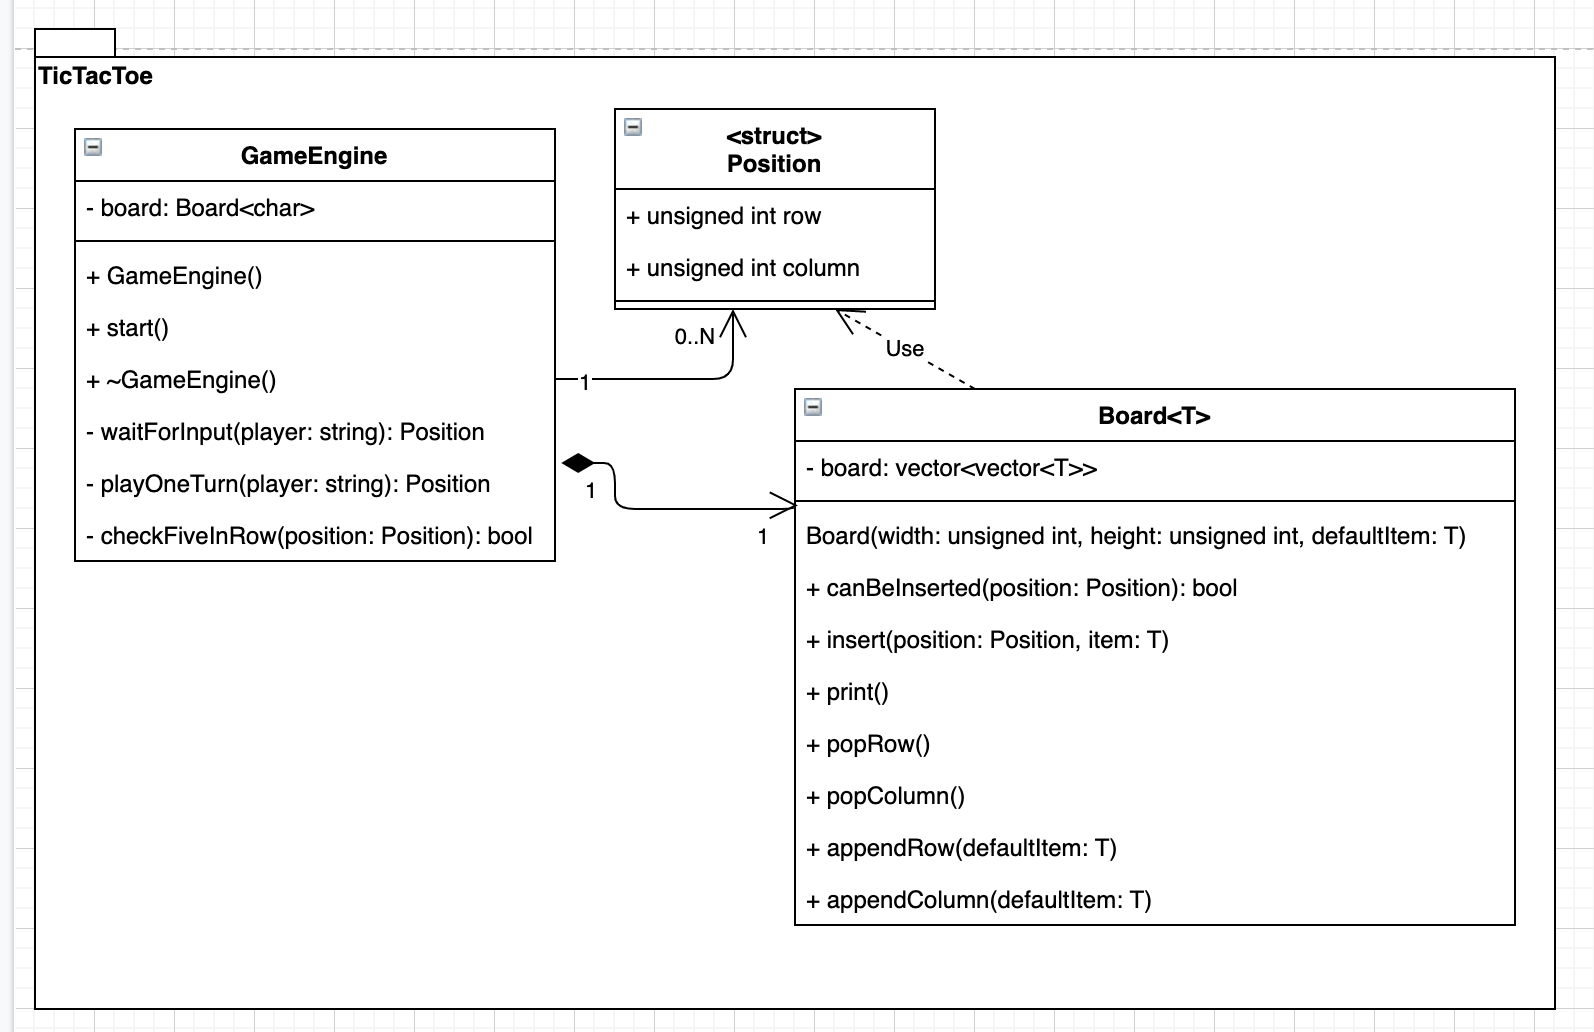 TicTacToe
GameEngine
- board: Board<char>
+ GameEngine()
+ start()
+ ~GameEngine()
- waitForInput(player: string): Position
- playOneTurn(player: string): Position
- checkFiveInRow(position: Position): bool
<struct>
Position
+ unsigned int row
+ unsigned int column
0..N
1
Use
1
1
Board<T>
- board: vector<vector<T>>
Board(width: unsigned int, height: unsigned int, defaultItem: T)
+ canBeInserted(position: Position): bool
+ insert(position: Position, item: T)
+ print()
+ popRow()
+ popColumn()
+ appendRow(defaultItem: T)
+ appendColumn(defaultItem: T)